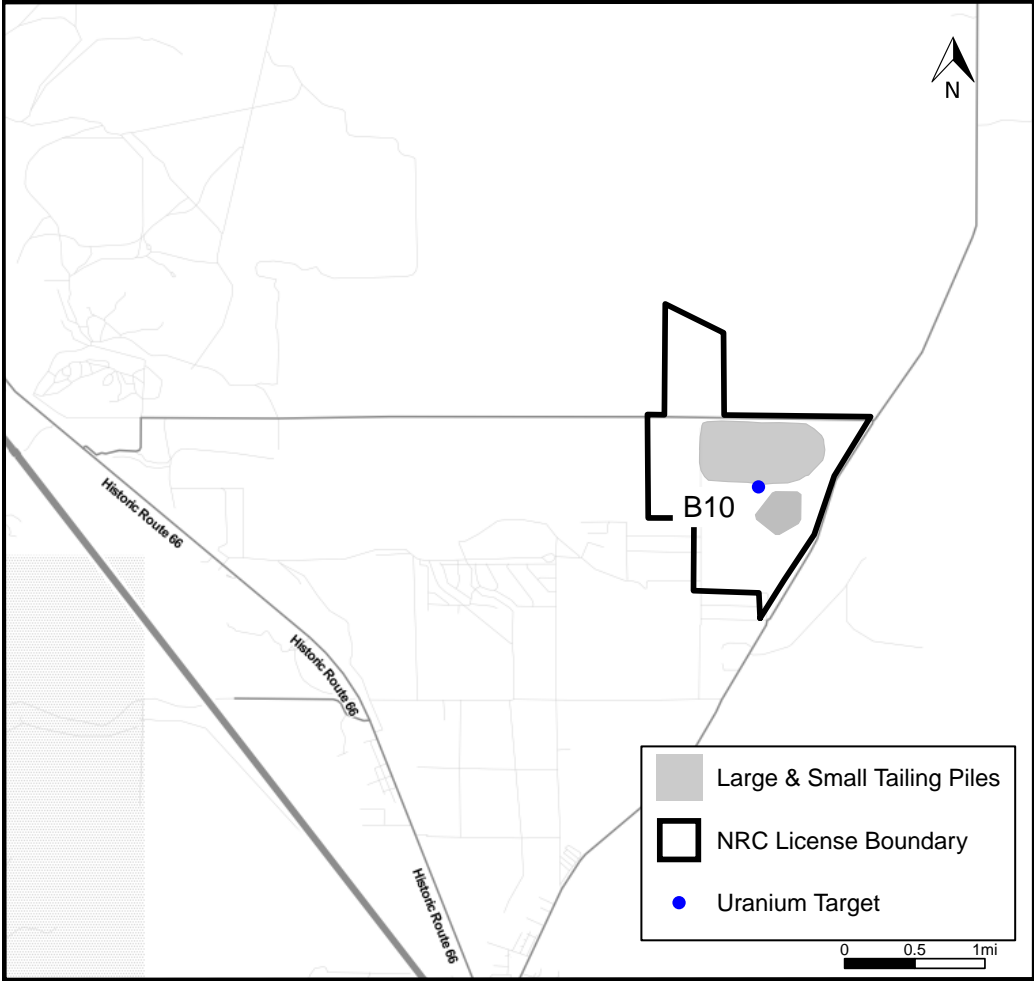 N
B10
Historic Route 66
Historic Route 66
Historic Route 66
Large & Small Tailing Piles
NRC License Boundary
Uranium Target
0 0.5 1mi